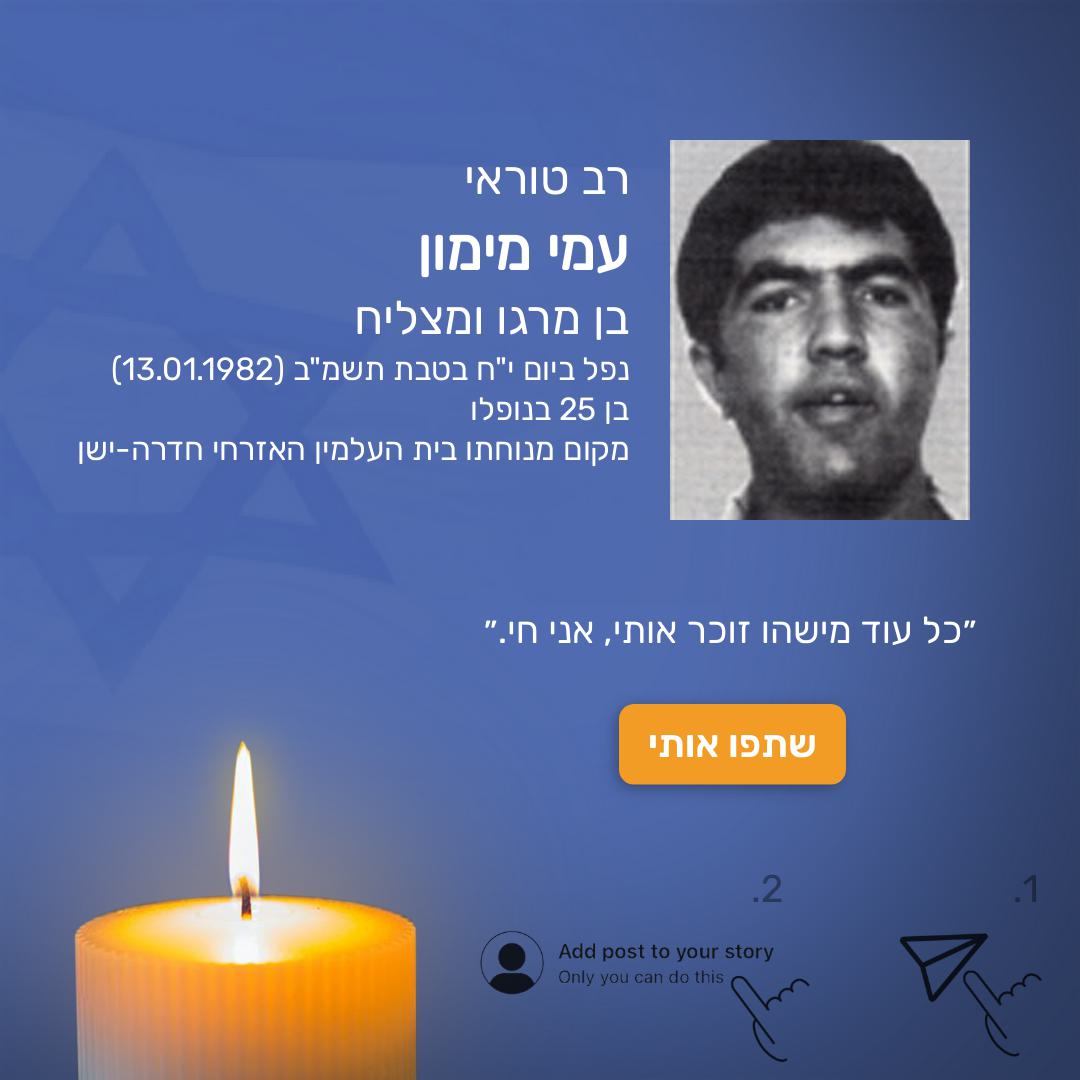 רב טוראי
עמי מימון
בן מרגו ומצליח
נפל ביום י"ח בטבת תשמ"ב (13.01.1982)
בן 25 בנופלו
מקום מנוחתו בית העלמין האזרחי חדרה-ישן
״כל עוד מישהו זוכר אותי, אני חי.״
שתפו אותי
1.
2.
Add post to your story
Only you can do this